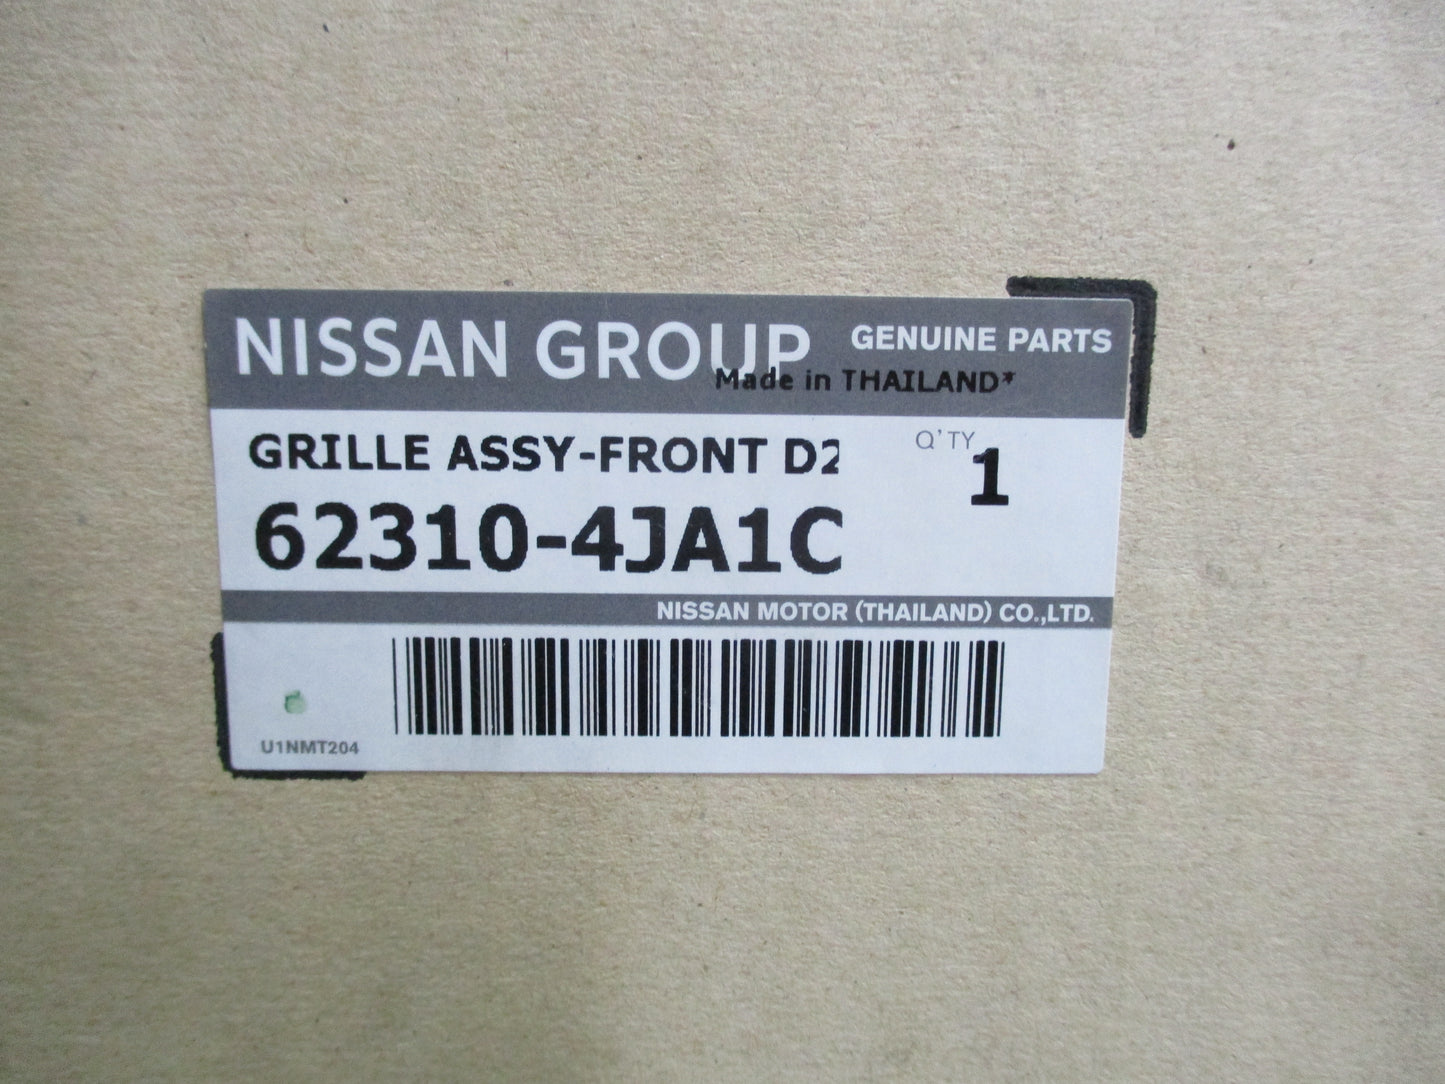 NISSAN GROUP GENUINE PARTS
Made in THAILAND*
GRILLE ASSY-FRONT D2
Q'TY 1
62310-4JA1C
NISSAN MOTOR (THAILAND) CO.,LTD.
U1NMT204